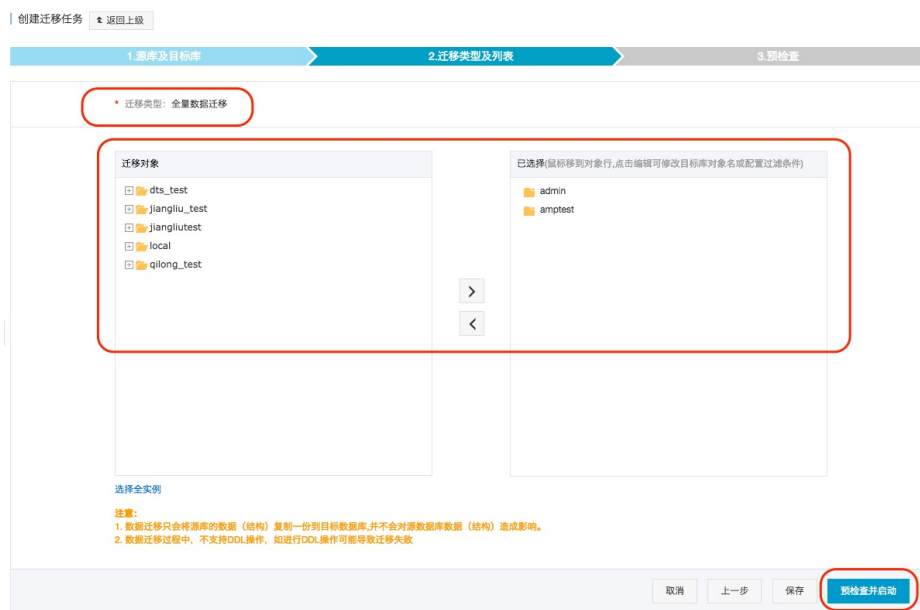 创建迁移任务 返回上级
1.源库及目标库 2.迁移类型及列表 3.预检查
* 迁移类型: 全量数据迁移
迁移对象
dts_test
jiangliu_test
jiangliutest
local
qilong_test
已选择(鼠标移到对象行,点击编辑可修改目标库对象名或配置过滤条件)
admin
amptest
>
<
选择全实例
注意:
1. 数据迁移只会将源库的数据（结构）复制一份到目标数据库,并不会对源数据库数据（结构）造成影响。
2. 数据迁移过程中，不支持DDL操作，如进行DDL操作可能导致迁移失败
取消 上一步 保存 预检查并启动